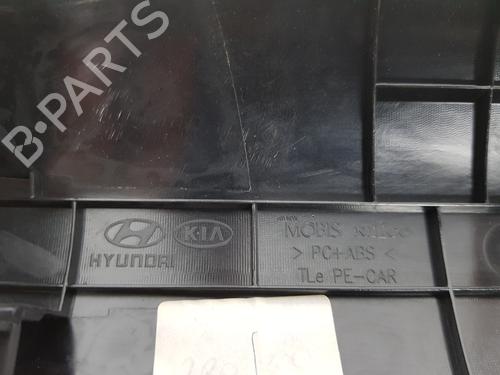 B-PARTS
HYUNDAI
KIA
MOBIS
> PC+ABS <
TLe PE-CAR